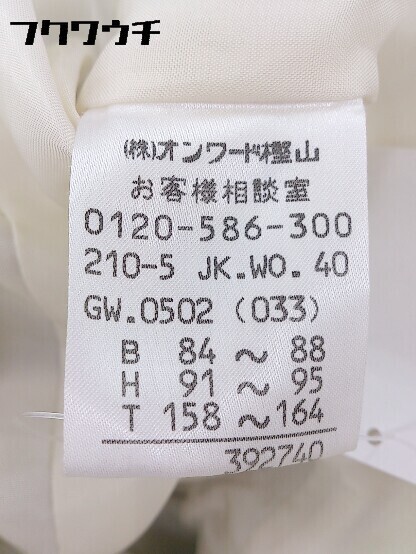 フクワウチ
(株)オンワード樫山
お客様相談室
0120-586-300
210-5 JK.WO.40
GW.0502 (033)
B 84～88
H 91～95
T 158～164
392740